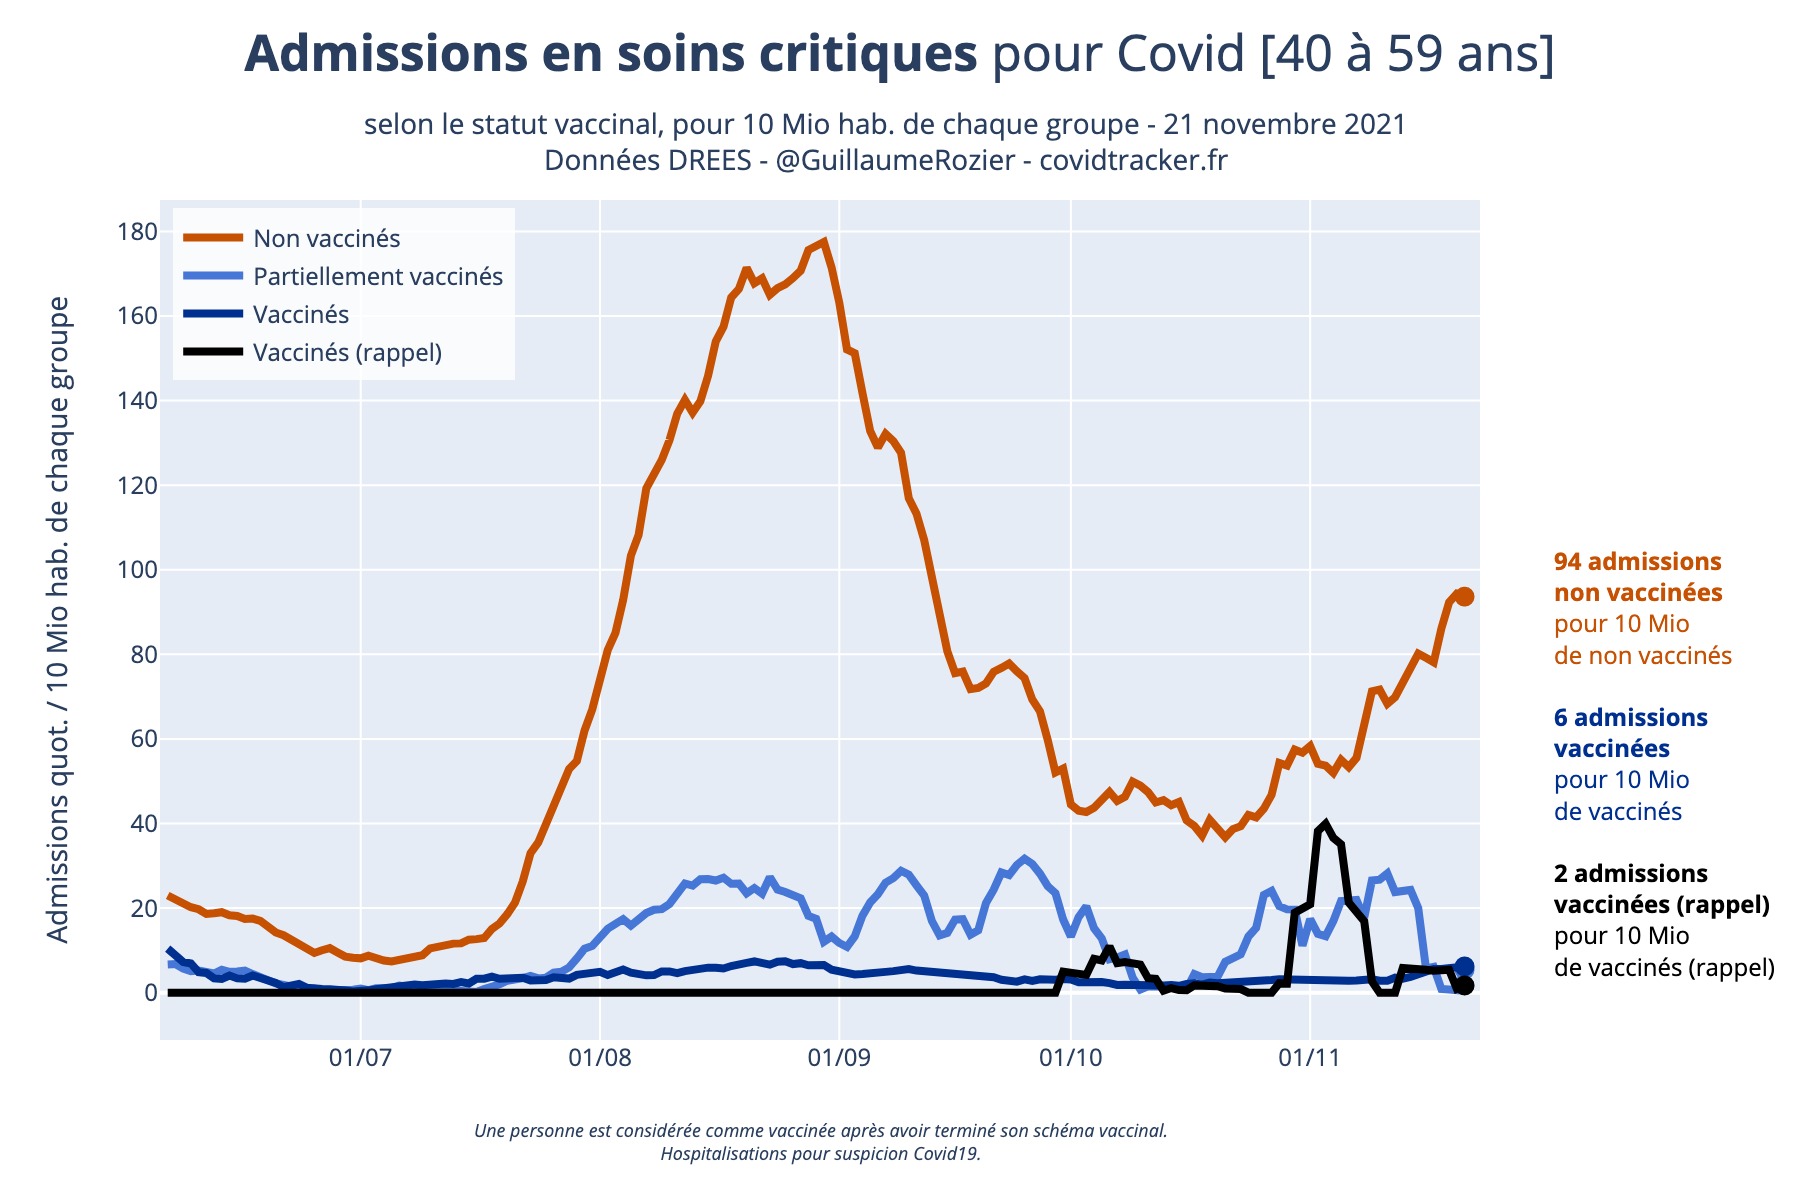 Admissions en soins critiques pour Covid [40 à 59 ans]
selon le statut vaccinal, pour 10 Mio hab. de chaque groupe - 21 novembre 2021
Données DREES - @GuillaumeRozier - covidtracker.fr
Admissions quot. / 10 Mio hab. de chaque groupe
180
160
140
120
100
80
60
40
20
0
Non vaccinés
Partiellement vaccinés
Vaccinés
Vaccinés (rappel)
01/07
01/08
01/09
01/10
01/11
94 admissions
non vaccinées
pour 10 Mio
de non vaccinés
6 admissions
vaccinées
pour 10 Mio
de vaccinés
2 admissions
vaccinées (rappel)
pour 10 Mio
de vaccinés (rappel)
Une personne est considérée comme vaccinée après avoir terminé son schéma vaccinal.
Hospitalisations pour suspicion Covid19.